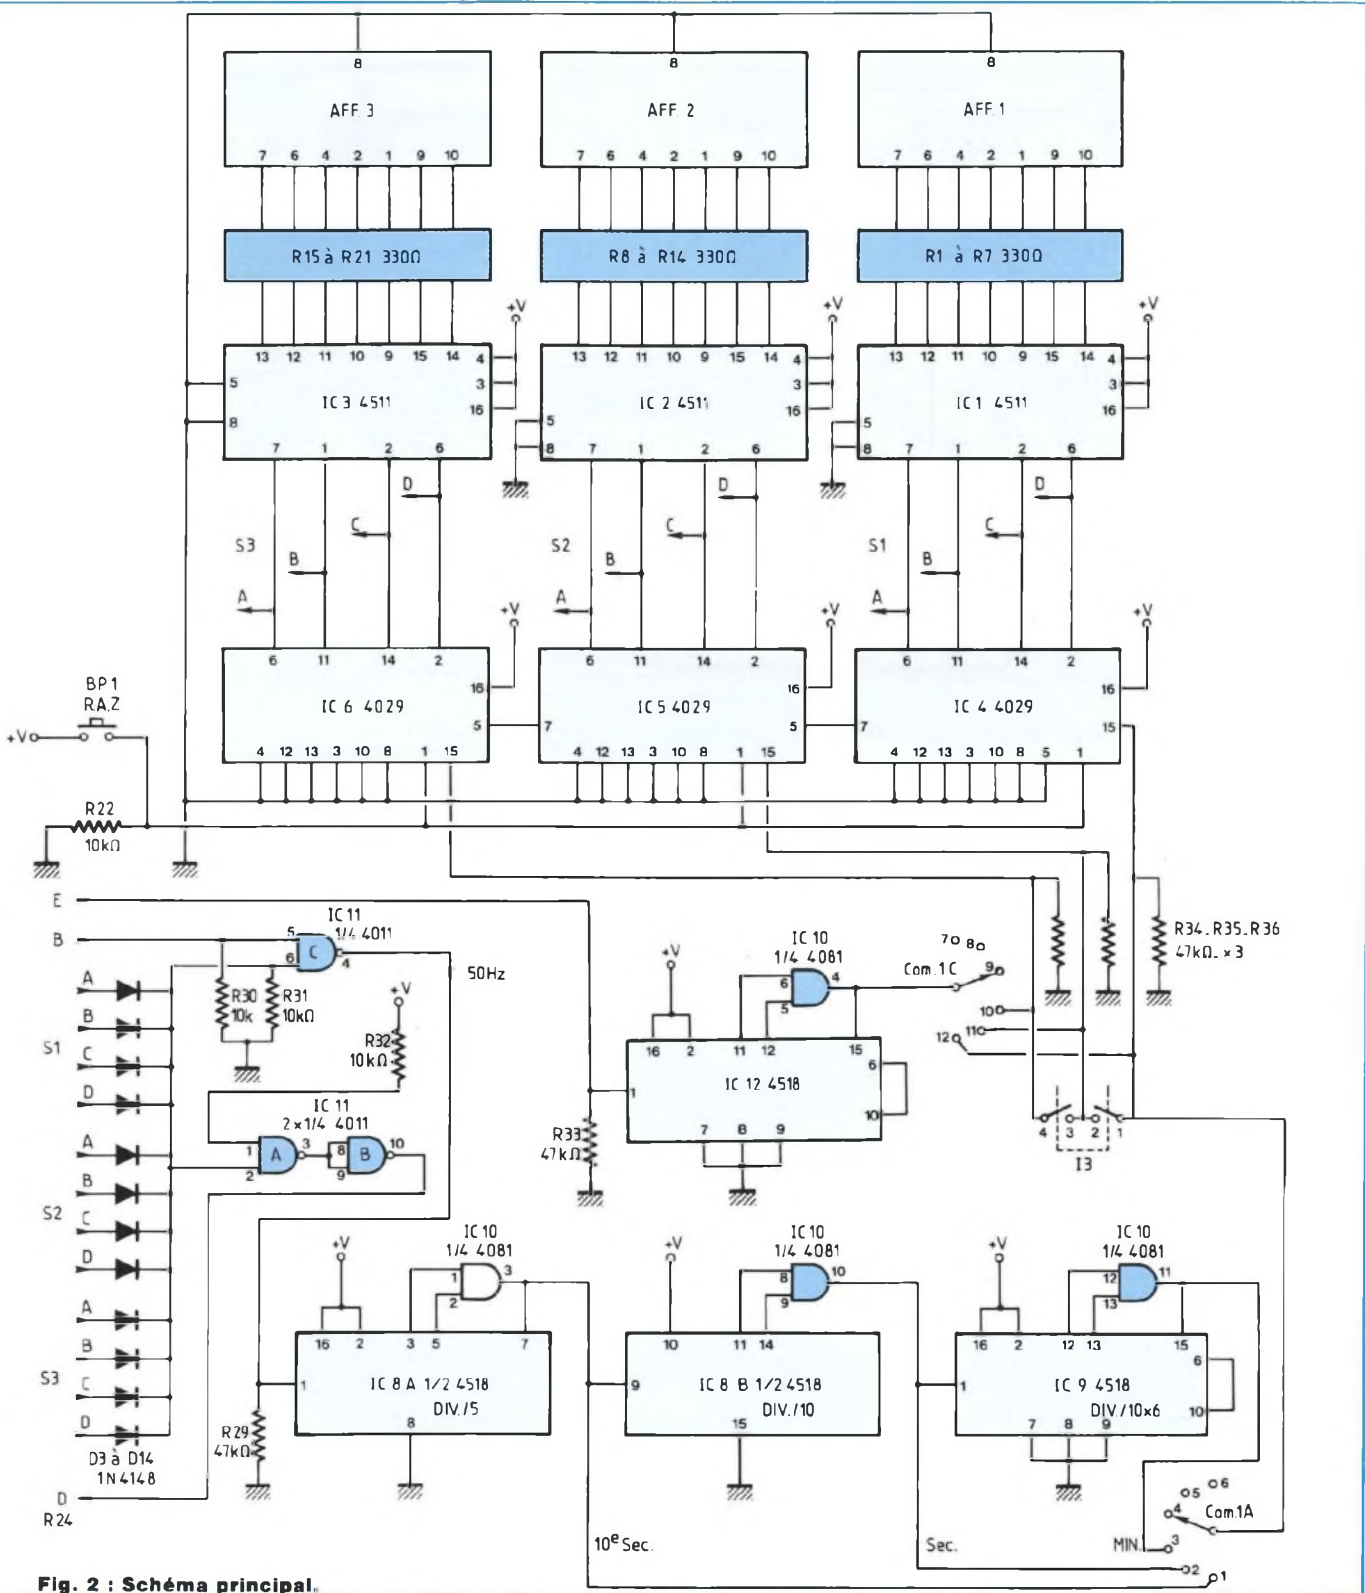 8 8 8
AFF. 3 AFF. 2 AFF. 1
7 6 4 2 1 9 10 7 6 4 2 1 9 10 7 6 4 2 1 9 10
R15 à R21 330Ω R8 à R14 330Ω R1 à R7 330Ω
+V +V +V
13 12 11 10 9 15 14 4 13 12 11 10 9 15 14 4 13 12 11 10 9 15 14 4
5 3 3 3
IC 3 4511 IC 2 4511 IC 1 4511
16 16 16
8 5 5
7 1 2 6 8 7 1 2 6 8 7 1 2 6
D D D
C C C
S3 S2 S1
B B B
A A A
+V +V +V
6 11 14 2 6 11 14 2 6 11 14 2
16 16 16
BP1
R.A.Z
IC 6 4029 IC 5 4029 IC 4 4029
+V 5 7 5 7 15
4 12 13 3 10 8 1 15 4 12 13 3 10 8 1 15 4 12 13 3 10 8 5 1
R22
10kΩ
E
IC 11
1/4 4011
B 5 C 6 4
50Hz
R34_R35_R36
47kΩ_ x 3
IC 10
1/4 4081
7 8
Com.1C 9
6 4
5
10
11
12
A
B
S1
C
D
R30
10k
R31
10kΩ
+V
R32
10kΩ
+V
16 2 11 12 15
6
1 IC 12 4518
10
7 8 9
R33
47kΩ
IC 11
2x1/4 4011
1 A 3 8 B 10
2 9
4 3 2 1
I3
A
B
S2
C
D
IC 10
1/4 4081
IC 10
1/4 4081
IC 10
1/4 4081
+V 1 3 +V 8 10 +V 12 11
2 9 13
A
B
S3
C
D
16 2 3 5 7 10 11 14 16 2 12 13 15
6
1 IC 8 A 1/2 4518 9 IC 8 B 1/2 4518 1 IC 9 4518
DIV./5 DIV./10 DIV./10x6 10
8 15 7 8 9
R29
47kΩ
D3 à D14
1N4148
D
R24
6
5
4 Com.1A
10e Sec. Sec. MIN. 3
2
1
Fig. 2 : Schéma principal.